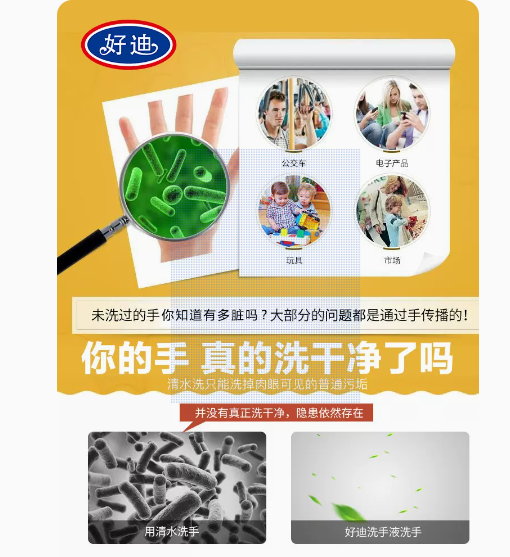 好迪
公交车
电子产品
玩具
市场
未洗过的手你知道有多脏吗？大部分的问题都是通过手传播的！
你的手 真的洗干净了吗
清水洗只能洗掉肉眼可见的普通污垢
并没有真正洗干净，隐患依然存在
用清水洗手
好迪洗手液洗手